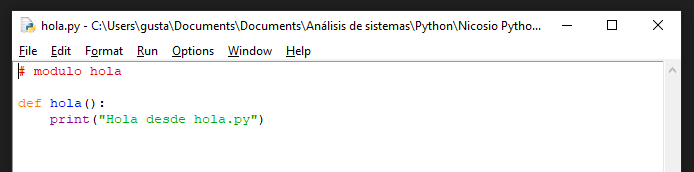 hola.py - C:\Users\gusta\Documents\Documents\Análisis de sistemas\Python\Nicosio Pytho...
File Edit Format Run Options Window Help
# modulo hola
def hola():
print("Hola desde hola.py")